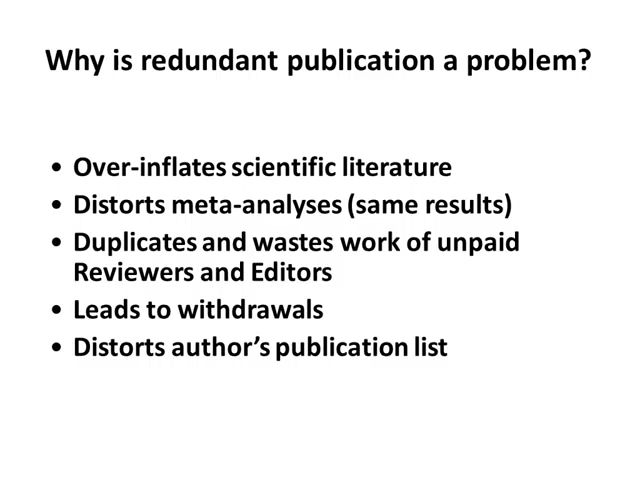 Why is redundant publication a problem?
• Over-inflates scientific literature
• Distorts meta-analyses (same results)
• Duplicates and wastes work of unpaid
Reviewers and Editors
• Leads to withdrawals
• Distorts author’s publication list